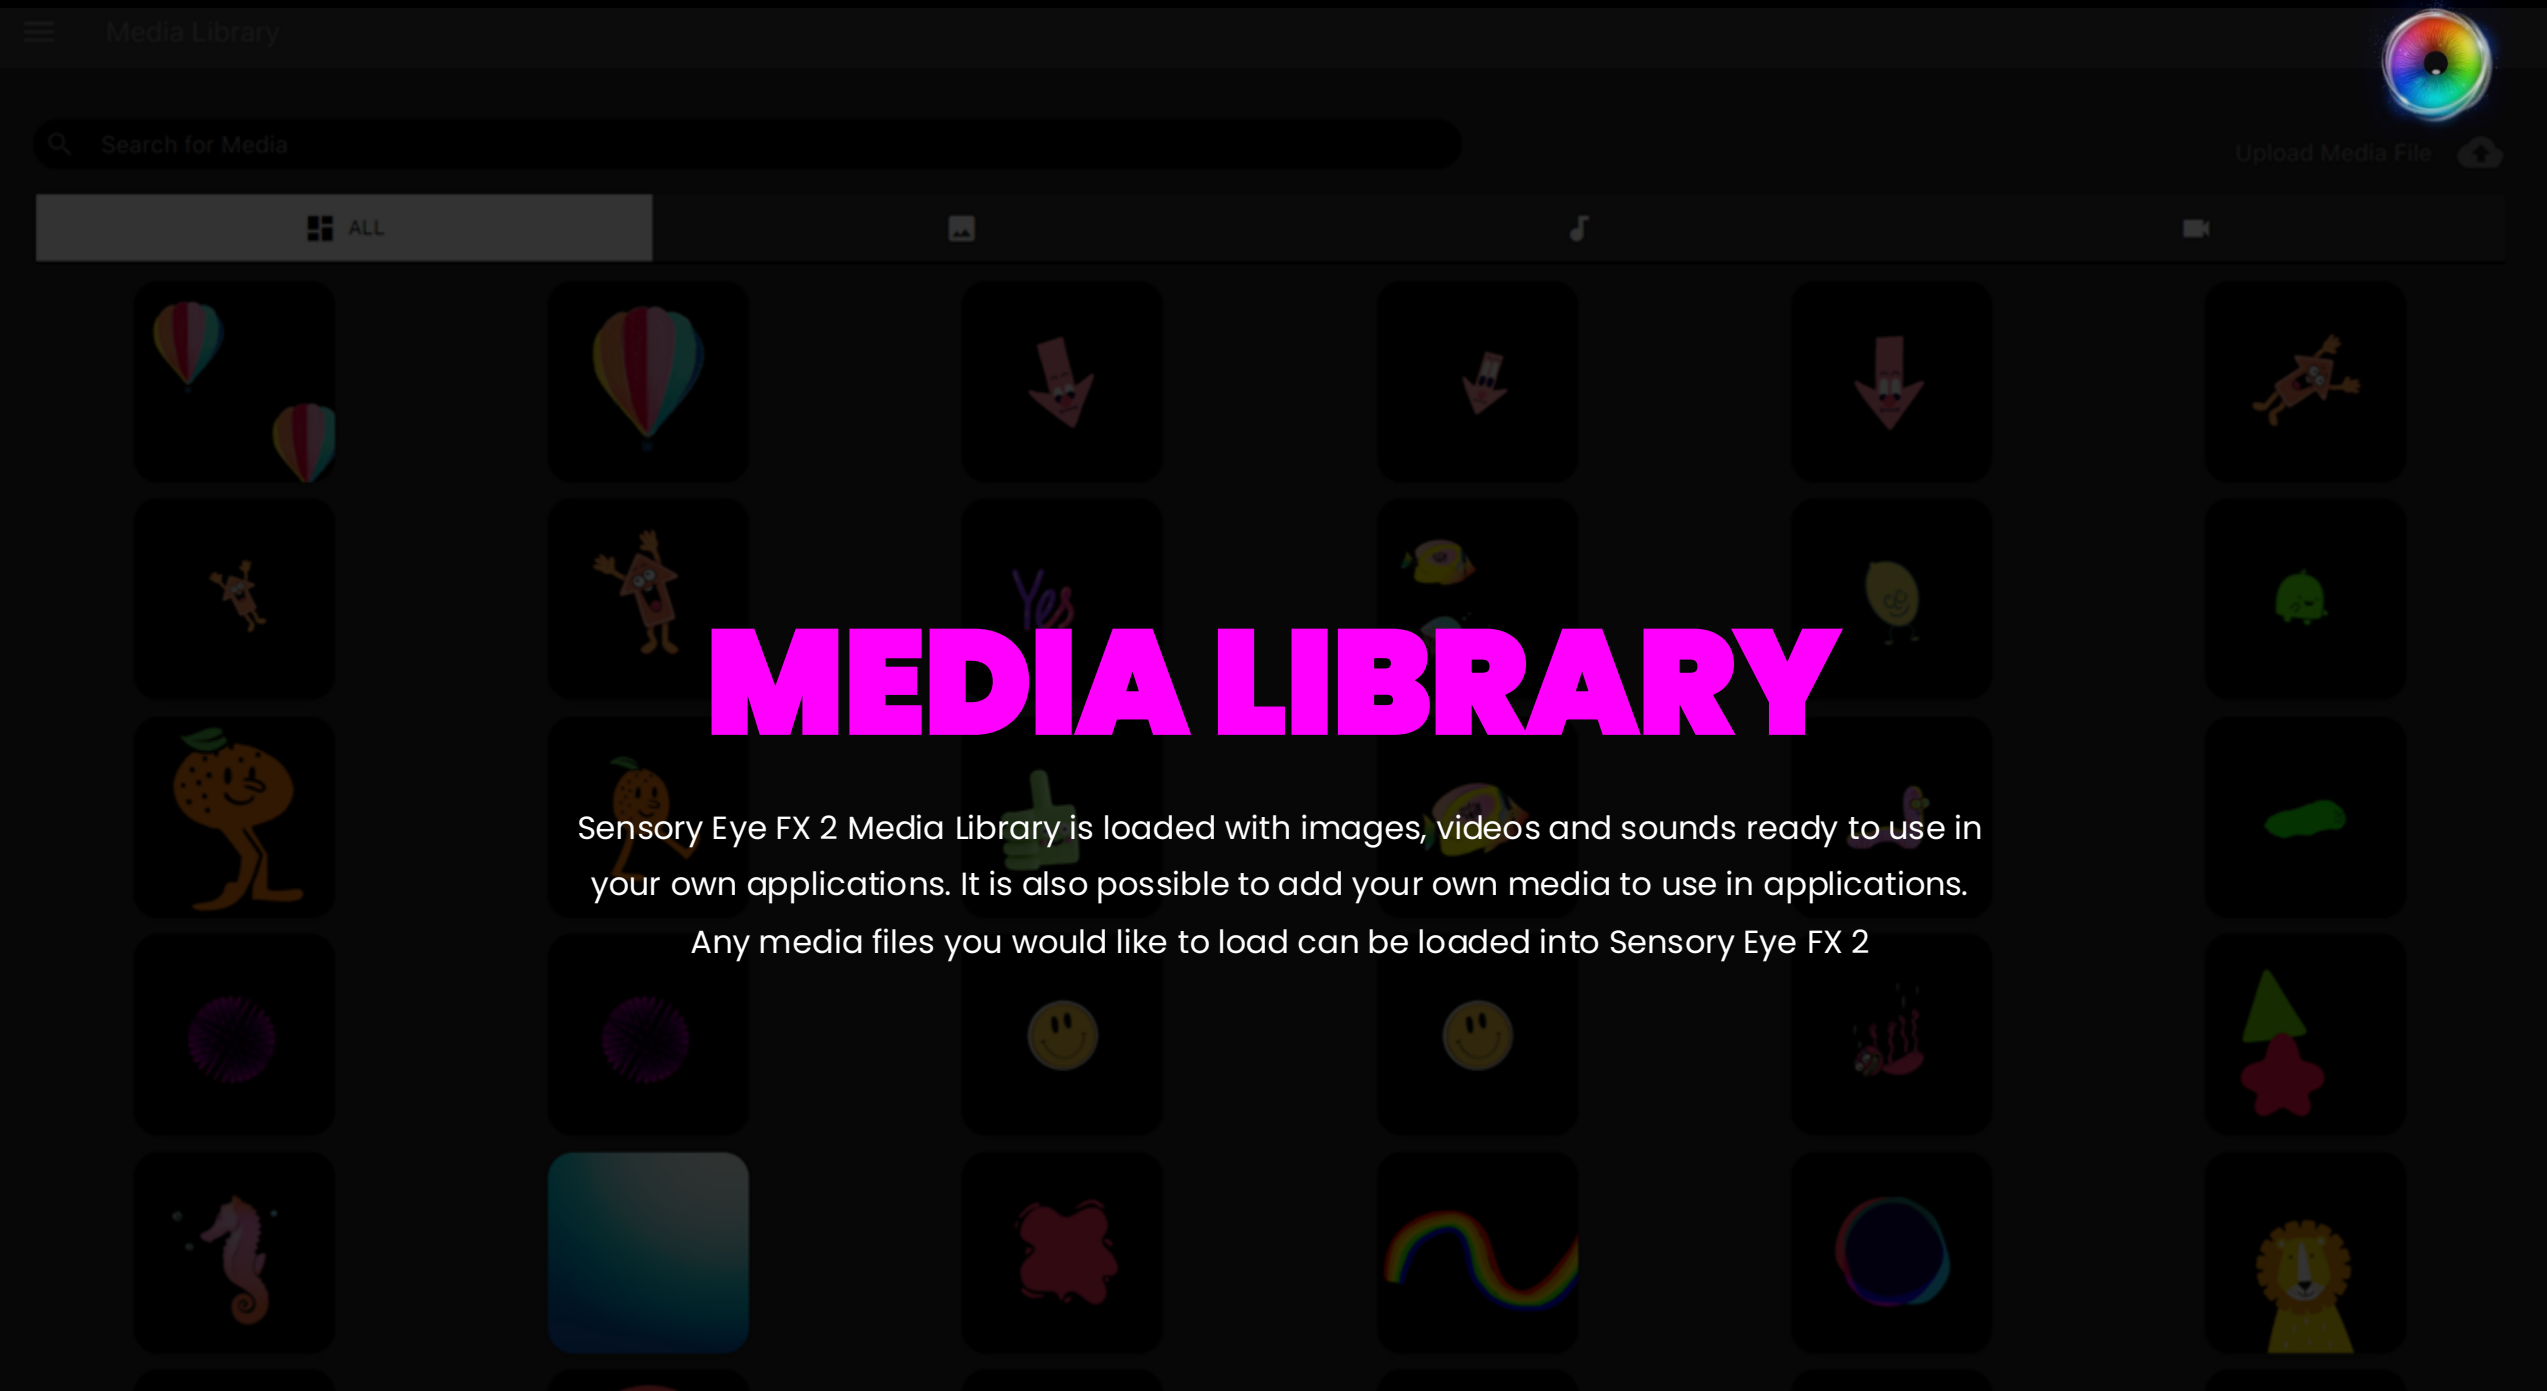 Media Library
Search for Media
Upload Media File
ALL
Yes
MEDIA LIBRARY
Sensory Eye FX 2 Media Library is loaded with images, videos and sounds ready to use in
your own applications. It is also possible to add your own media to use in applications.
Any media files you would like to load can be loaded into Sensory Eye FX 2